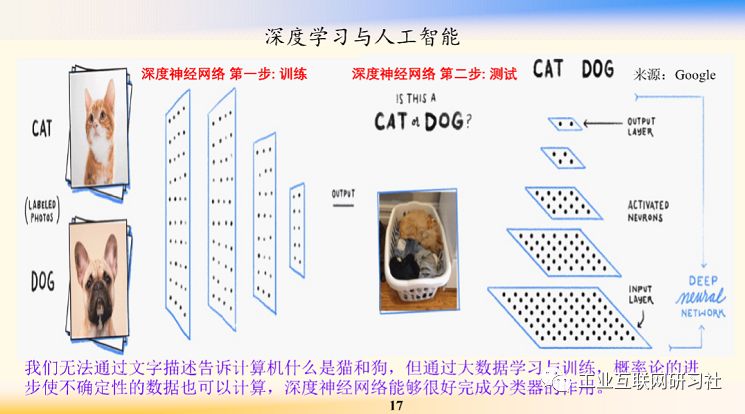 深度学习与人工智能
深度神经网络 第一步: 训练
深度神经网络 第二步: 测试
CAT DOG
来源：Google
IS THIS A
CAT or DOG?
CAT
(LABELED
PHOTOS)
DOG
OUTPUT
OUTPUT
LAYER
ACTIVATED
NEURONS
INPUT
LAYER
DEEP
neural
NETWORK
我们无法通过文字描述告诉计算机什么是猫和狗，但通过大数据学习与训练，概率论的进
步使不确定性的数据也可以计算，深度神经网络能够很好完成分类器的作用。
工业互联网研习社
17